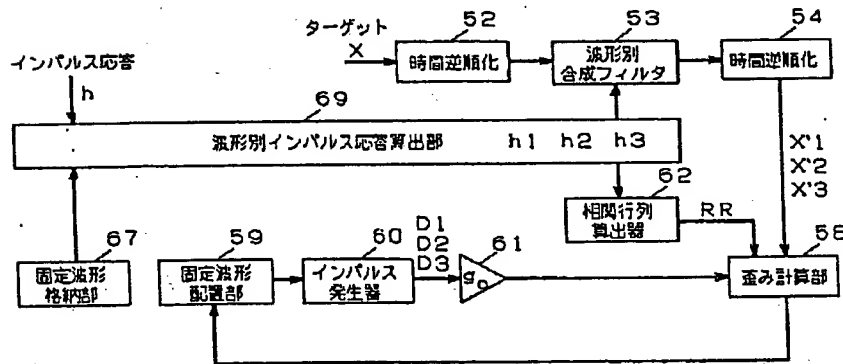 ターゲット
X
52
時間逆順化
53
波形別
合成フィルタ
54
時間逆順化
インパルス応答
h
69
波形別インパルス応答算出部 h1 h2 h3
X'1
X'2
X'3
62
相関行列
算出器
RR
67
固定波形
格納部
59
固定波形
配置部
60
インパルス
発生器
D1
D2
D3
61
gc
58
歪み計算部